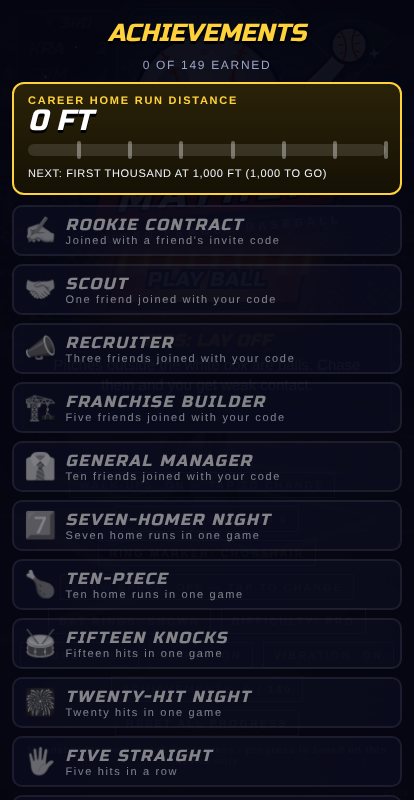 ACHIEVEMENTS
0 OF 149 EARNED
CAREER HOME RUN DISTANCE
0 FT
NEXT: FIRST THOUSAND AT 1,000 FT (1,000 TO GO)
ROOKIE CONTRACT
Joined with a friend's invite code
SCOUT
One friend joined with your code
PLAY BALL
RECRUITER
Three friends joined with your code
FRANCHISE BUILDER
Five friends joined with your code
GENERAL MANAGER
Ten friends joined with your code
7
SEVEN-HOMER NIGHT
Seven home runs in one game
TEN-PIECE
Ten home runs in one game
FIFTEEN KNOCKS
Fifteen hits in one game
TWENTY-HIT NIGHT
Twenty hits in one game
FIVE STRAIGHT
Five hits in a row